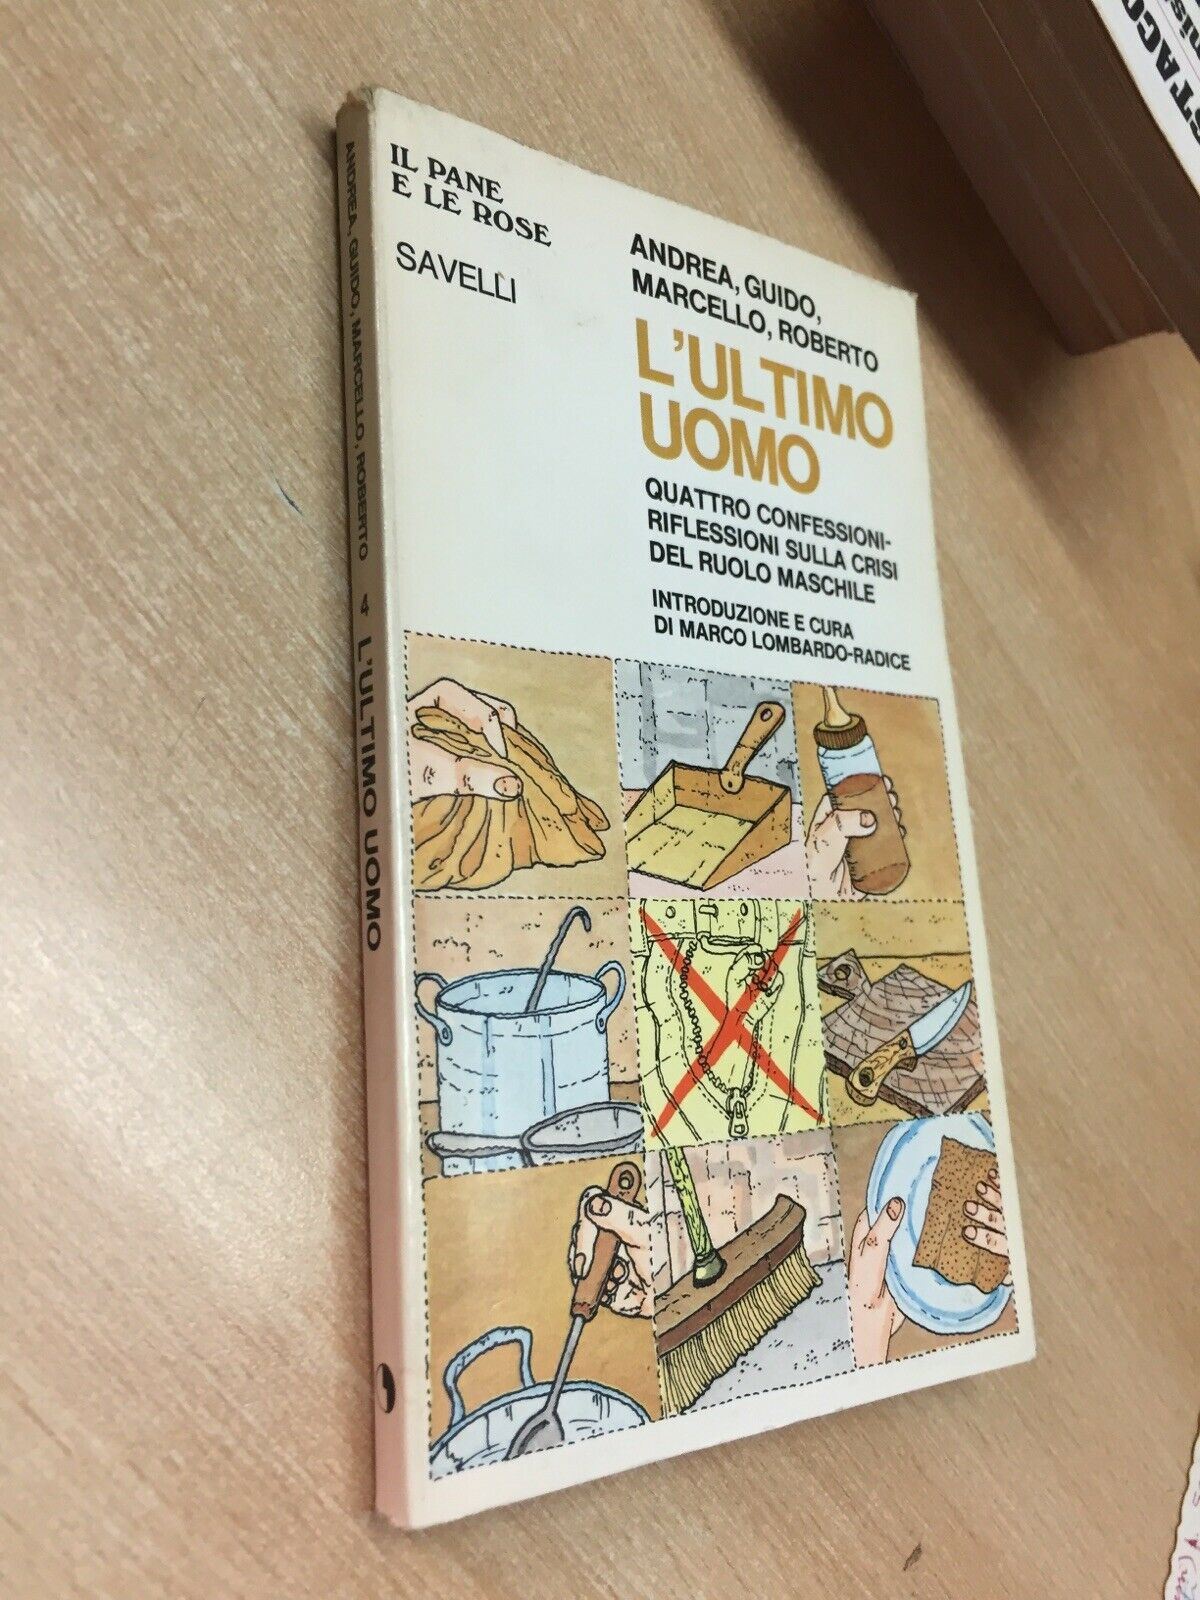 IL PANE
E LE ROSE
SAVELLI
ANDREA, GUIDO,
MARCELLO, ROBERTO
L'ULTIMO
UOMO
QUATTRO CONFESSIONI-
RIFLESSIONI SULLA CRISI
DEL RUOLO MASCHILE
INTRODUZIONE E CURA
DI MARCO LOMBARDO-RADICE
ANDREA, GUIDO, MARCELLO, ROBERTO 4 L'ULTIMO UOMO